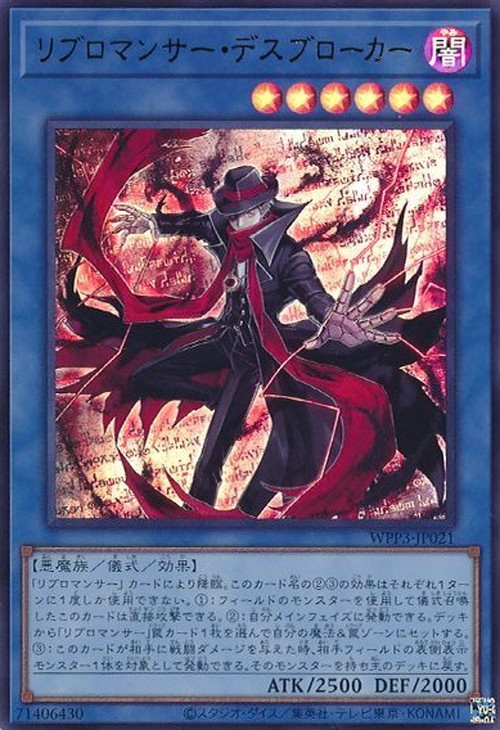 リブロマンサー・デスブローカー
闇
WPP3-JP021
【悪魔族／儀式／効果】
「リブロマンサー」カードにより降臨。このカード名の②③の効果はそれぞれ1ターン
に1度しか使用できない。①：フィールドのモンスターを使用して儀式召喚
したこのカードは直接攻撃できる。②：自分メインフェイズに発動できる。デッキ
から「リブロマンサー」罠カード1枚を選んで自分の魔法&罠ゾーンにセットする。
③：このカードが相手に戦闘ダメージを与えた時、相手フィールドの表側表示
モンスター1体を対象として発動できる。そのモンスターを持ち主のデッキに戻す。
ATK/2500 DEF/2000
71406430 ©スタジオ・ダイス／集英社・テレビ東京・KONAMI